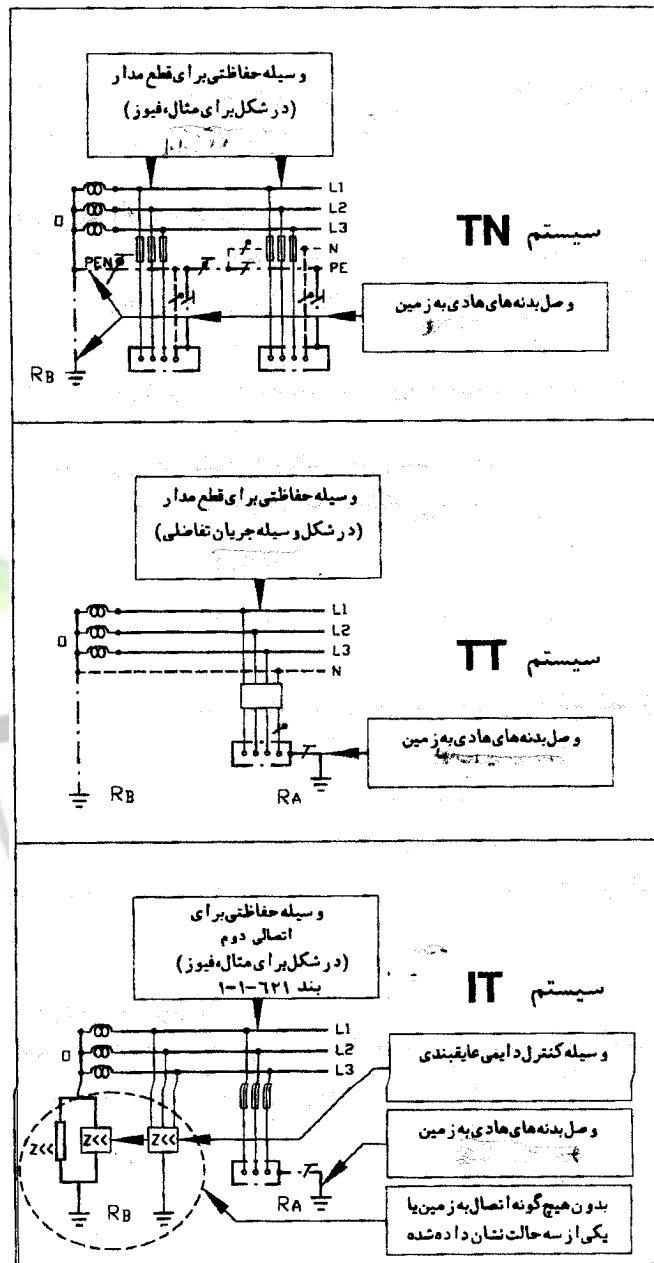 وسیله حفاظتی برای قطع مدار
(در شکل برای مثال، فیوز)
L1
L2
L3
N
PEN
PE
سیستم TN
وصل بدنه‌های هادی به زمین
RB
وسیله حفاظتی برای قطع مدار
(در شکل وسیله جریان تفاضلی)
L1
L2
L3
N
سیستم TT
وصل بدنه‌های هادی به زمین
RB
RA
وسیله حفاظتی برای
اتصالی دوم
(در شکل برای مثال، فیوز)
بند ۶۲۱-۱-۱
سیستم IT
L1
L2
L3
وسیله کنترل دایمی عایقبندی
Z<<
Z<<
Z<<
وصل بدنه‌های هادی به زمین
RB
RA
بدون هیچ گونه اتصال به زمین یا
یکی از سه حالت نشان داده شده